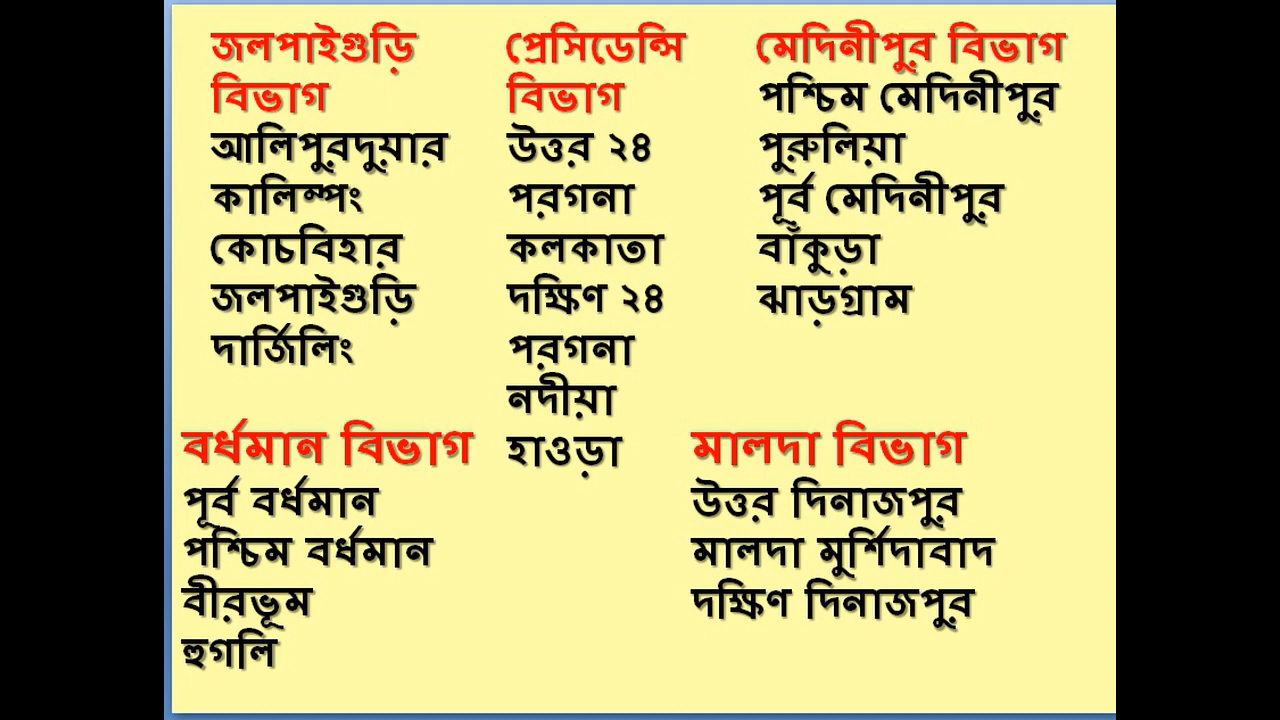 জলপাইগুড়ি
বিভাগ
আলিপুরদুয়ার
কালিম্পং
কোচবিহার
জলপাইগুড়ি
দার্জিলিং
প্রেসিডেন্সি
বিভাগ
উত্তর ২৪
পরগনা
কলকাতা
দক্ষিণ ২৪
পরগনা
নদীয়া
হাওড়া
মেদিনীপুর বিভাগ
পশ্চিম মেদিনীপুর
পুরুলিয়া
পূর্ব মেদিনীপুর
বাঁকুড়া
ঝাড়গ্রাম
বর্ধমান বিভাগ
পূর্ব বর্ধমান
পশ্চিম বর্ধমান
বীরভূম
হুগলি
মালদা বিভাগ
উত্তর দিনাজপুর
মালদা মুর্শিদাবাদ
দক্ষিণ দিনাজপুর